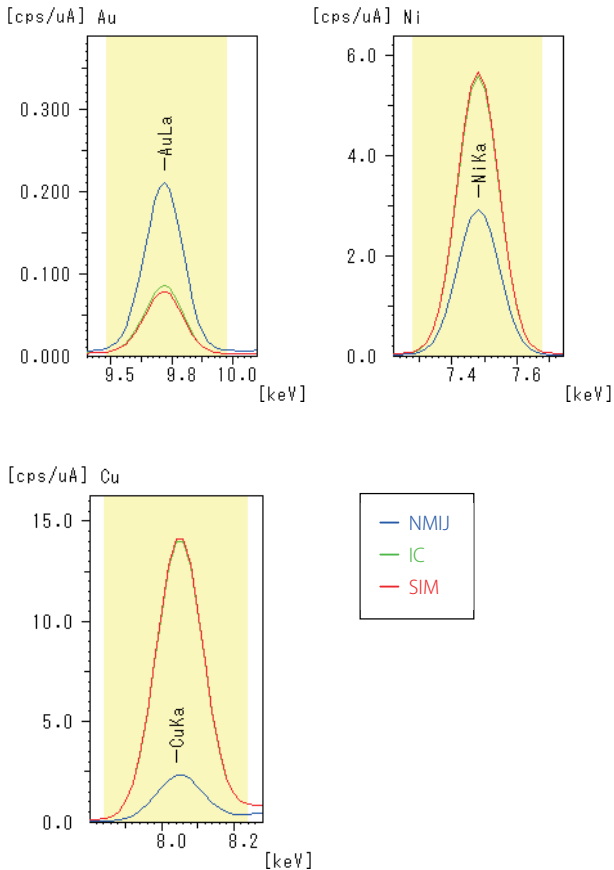 [cps/uA] Au
0.300
0.200
0.100
0.000
AuLa
9.5 9.8 10.0
[keV]
[cps/uA] Ni
6.0
4.0
2.0
0.0
NiKa
7.4 7.6
[keV]
[cps/uA] Cu
15.0
10.0
5.0
0.0
CuKa
8.0 8.2
[keV]
NMIJ
IC
SIM